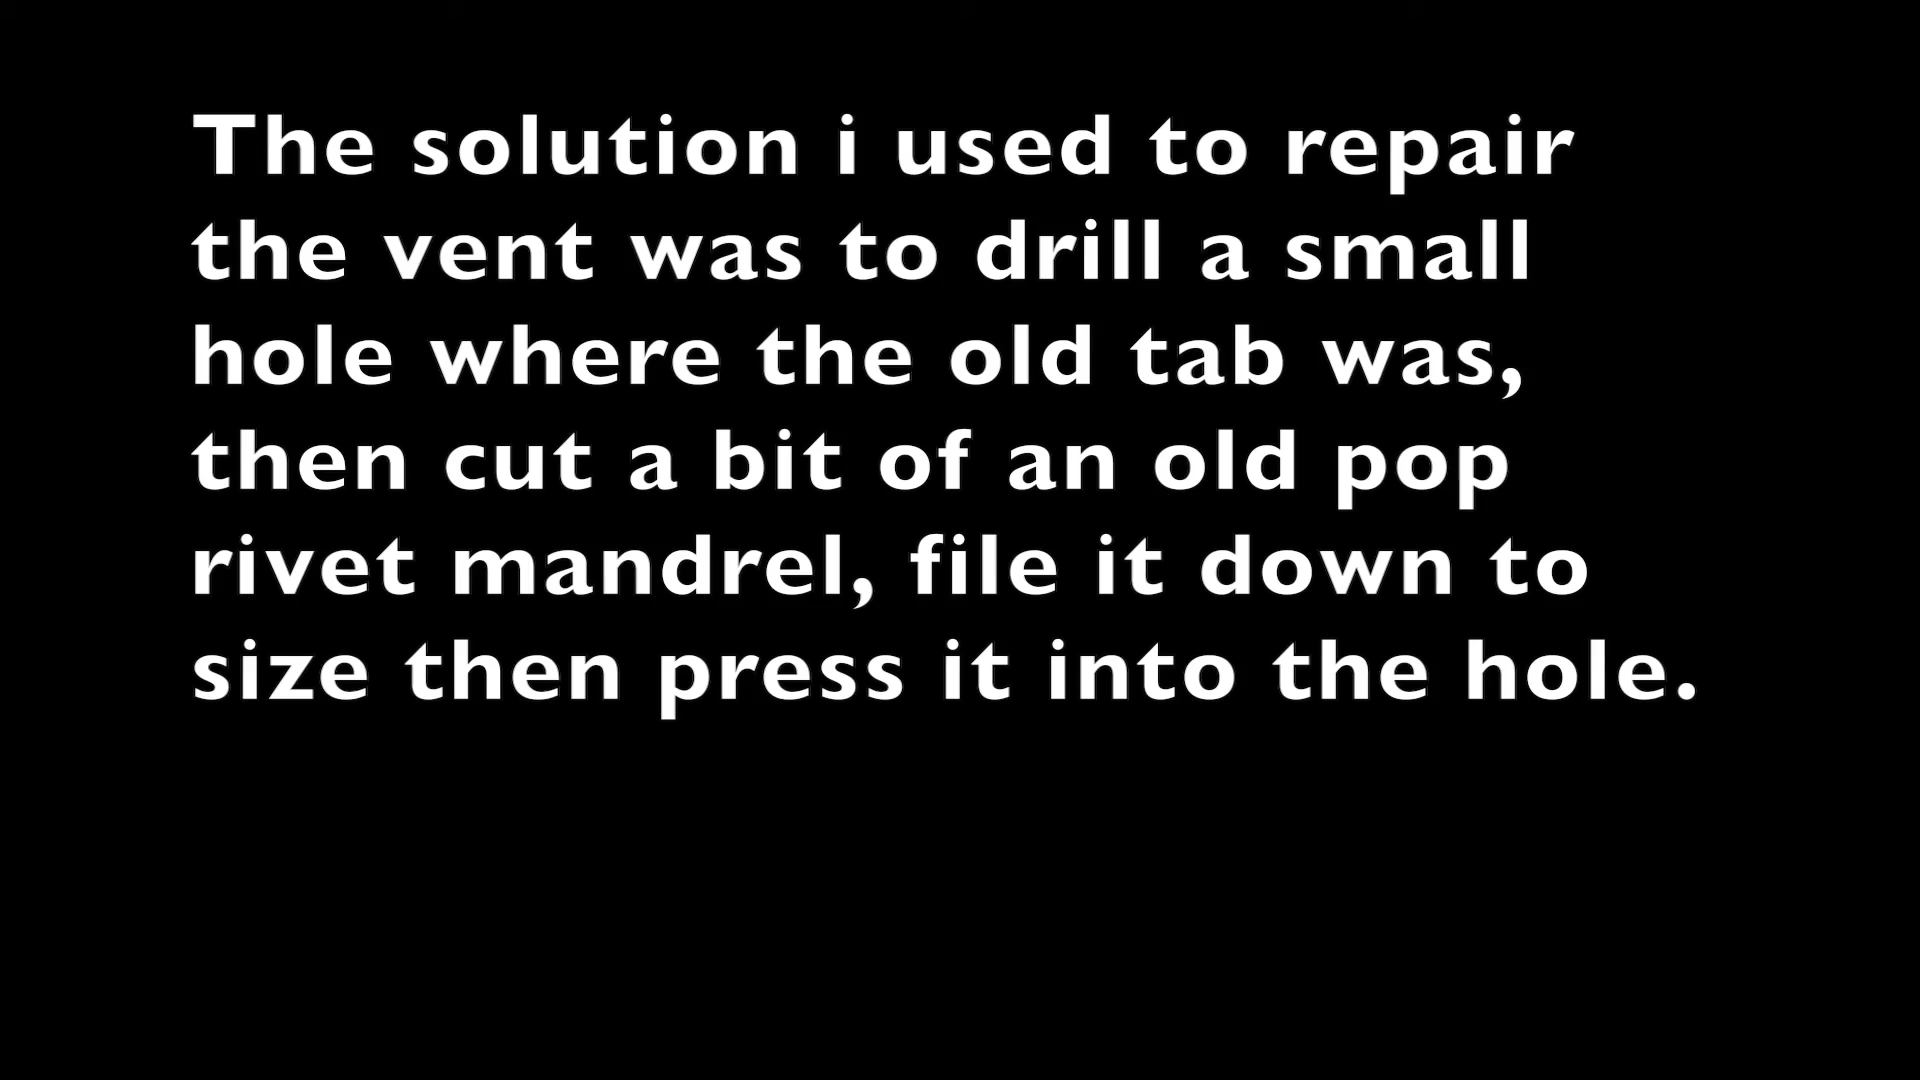 The solution i used to repair
the vent was to drill a small
hole where the old tab was,
then cut a bit of an old pop
rivet mandrel, file it down to
size then press it into the hole.